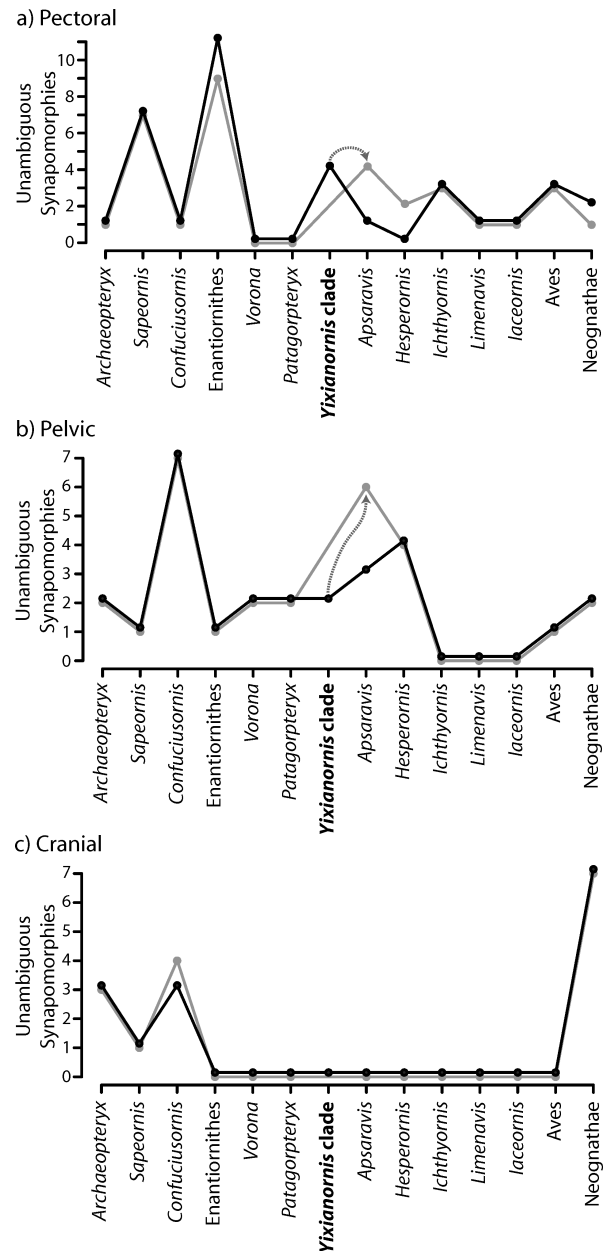 a) Pectoral
Unambiguous
Synapomorphies
10
8
6
4
2
0
Archaeopteryx
Sapeornis
Confuciusornis
Enantiornithes
Vorona
Patagorpteryx
Yixianornis clade
Apsaravis
Hesperornis
Ichthyornis
Limenavis
Iaceornis
Aves
Neognathae
b) Pelvic
Unambiguous
Synapomorphies
7
6
5
4
3
2
1
0
Archaeopteryx
Sapeornis
Confuciusornis
Enantiornithes
Vorona
Patagorpteryx
Yixianornis clade
Apsaravis
Hesperornis
Ichthyornis
Limenavis
Iaceornis
Aves
Neognathae
c) Cranial
Unambiguous
Synapomorphies
7
6
5
4
3
2
1
0
Archaeopteryx
Sapeornis
Confuciusornis
Enantiornithes
Vorona
Patagorpteryx
Yixianornis clade
Apsaravis
Hesperornis
Ichthyornis
Limenavis
Iaceornis
Aves
Neognathae